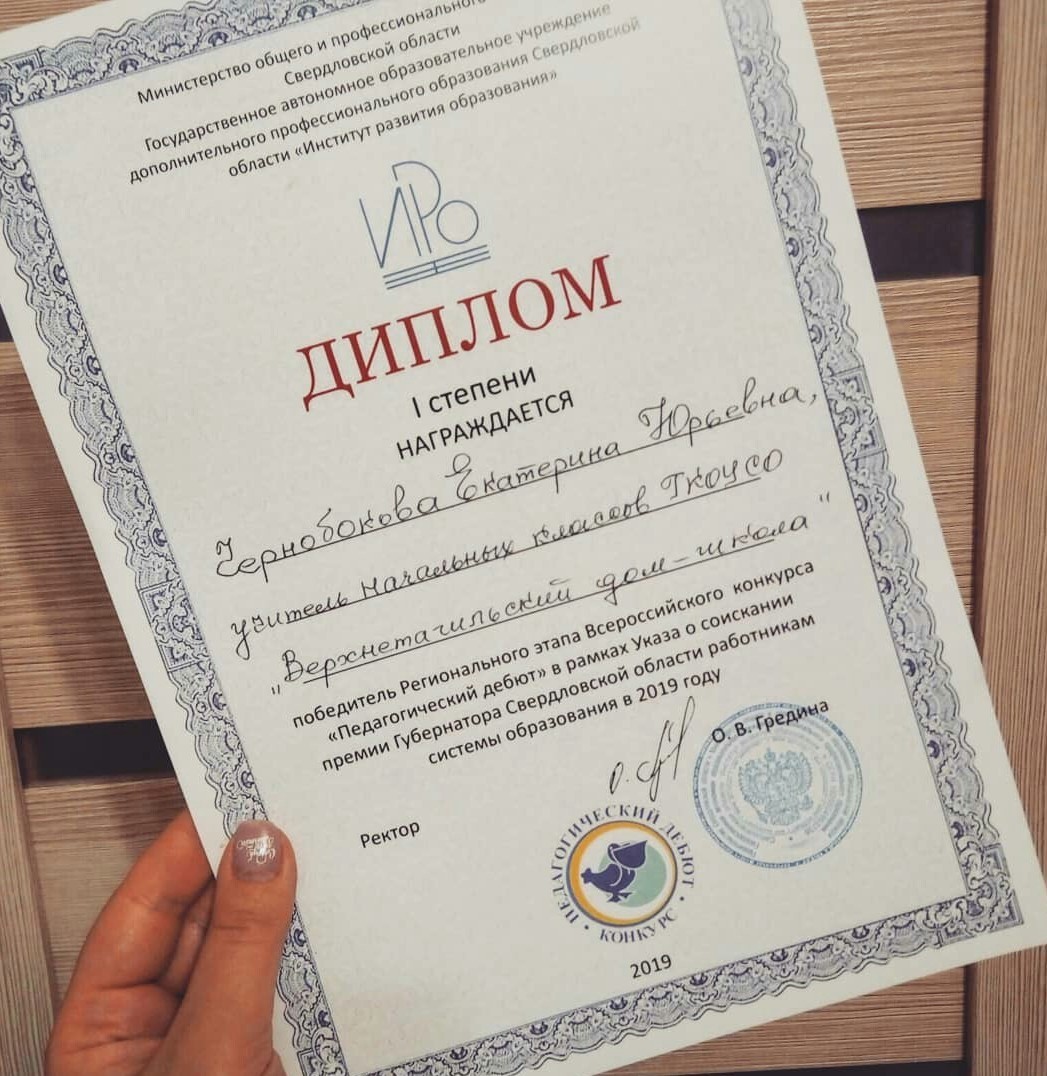 Министерство общего и профессионального
Свердловской области
Государственное автономное образовательное учреждение
дополнительного профессионального образования Свердловской
области «Институт развития образования»
ИРО
ДИПЛОМ
I степени
НАГРАЖДАЕТСЯ
Чернобокова Екатерина Юрьевна,
учитель начальных классов ГКОУСО
"Верхнетагильский дом-школа"
победитель Регионального этапа Всероссийского конкурса
«Педагогический дебют» в рамках Указа о соискании
премии Губернатора Свердловской области работникам
системы образования в 2019 году
О. В. Гредина
Ректор
ПЕДАГОГИЧЕСКИЙ ДЕБЮТ
• КОНКУРС •
2019